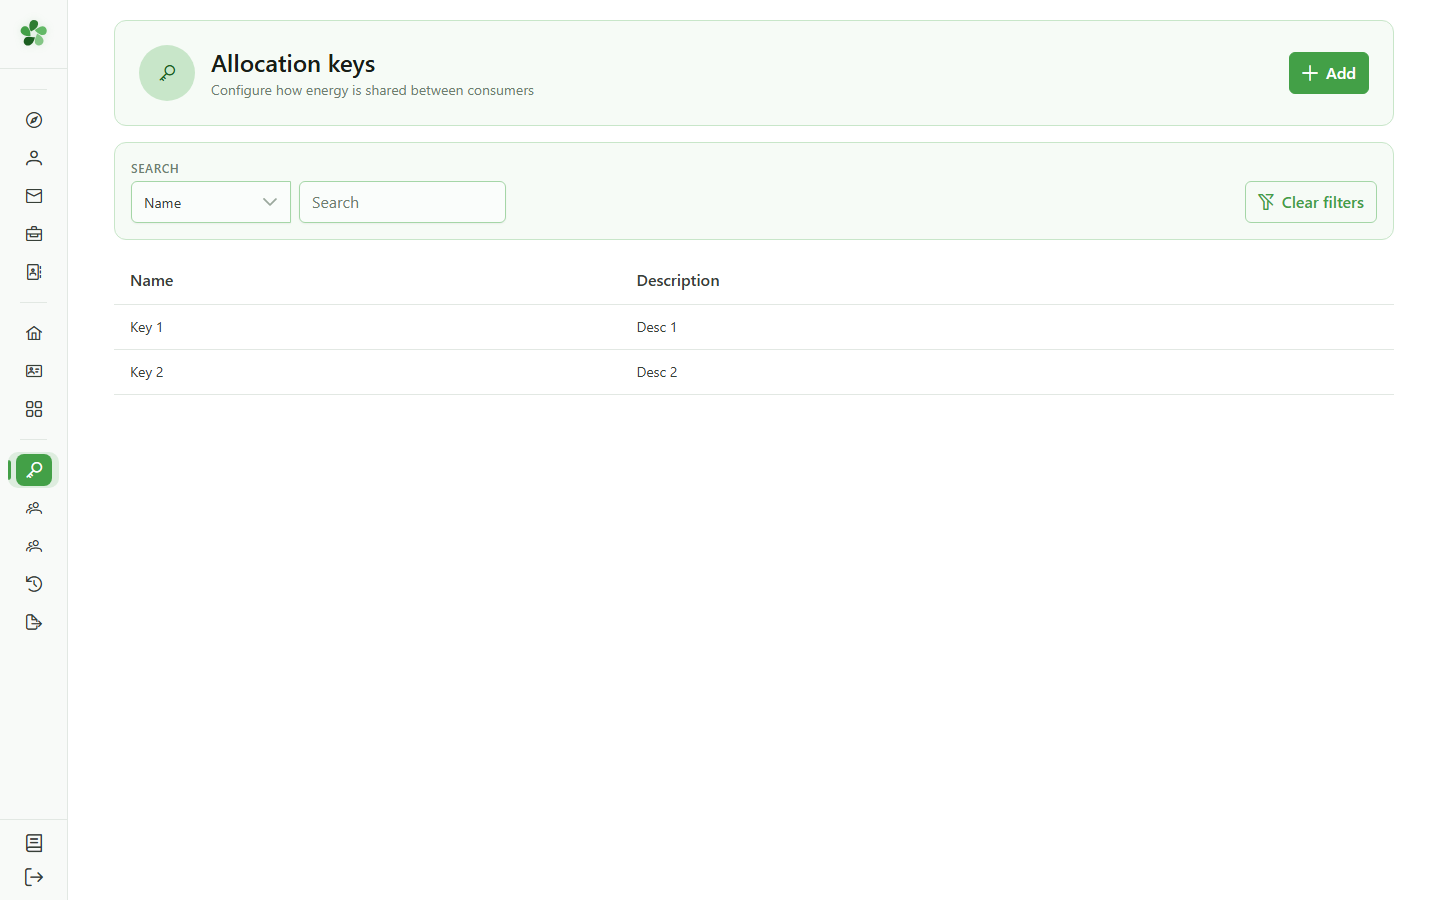 Allocation keys
Configure how energy is shared between consumers
Add
SEARCH
Name
Search
Clear filters
Name Description
Key 1 Desc 1
Key 2 Desc 2